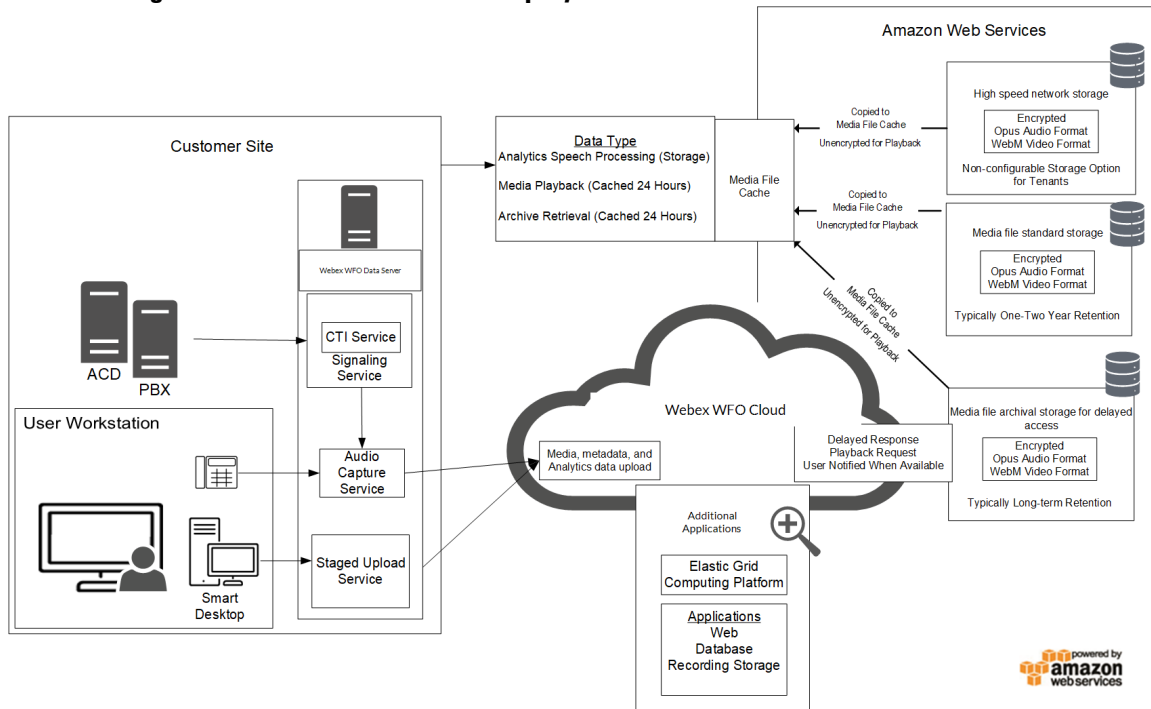 Amazon Web Services
High speed network storage
Encrypted
Opus Audio Format
WebM Video Format
Non-configurable Storage Option
for Tenants
Copied to
Media File Cache
Unencrypted for Playback
Customer Site
Data Type
Analytics Speech Processing (Storage)
Media Playback (Cached 24 Hours)
Archive Retrieval (Cached 24 Hours)
Media File
Cache
Copied to
Media File Cache
Unencrypted for Playback
Media file standard storage
Encrypted
Opus Audio Format
WebM Video Format
Typically One-Two Year Retention
Webex WFO Data Server
CTI Service
Signaling
Service
ACD
PBX
Copied to
Media File Cache
Unencrypted for Playback
User Workstation
Audio
Capture
Service
Staged Upload
Service
Smart
Desktop
Webex WFO Cloud
Media, metadata, and
Analytics data upload
Delayed Response
Playback Request
User Notified When Available
Media file archival storage for delayed
access
Encrypted
Opus Audio Format
WebM Video Format
Typically Long-term Retention
Additional
Applications
Elastic Grid
Computing Platform
Applications
Web
Database
Recording Storage
powered by
amazon
webservices